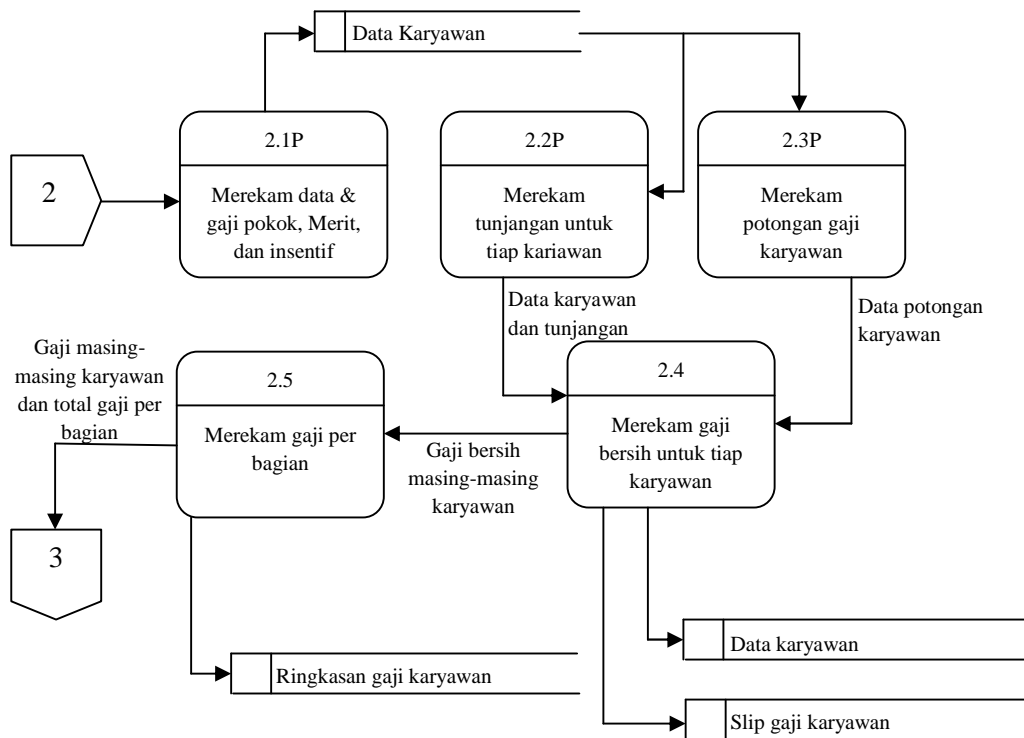 Data Karyawan
2.1P
Merekam data &
gaji pokok, Merit,
dan insentif
2.2P
Merekam
tunjangan untuk
tiap kariawan
2.3P
Merekam
potongan gaji
karyawan
2
Data karyawan
dan tunjangan
Data potongan
karyawan
Gaji masing-
masing karyawan
dan total gaji per
bagian
2.5
Merekam gaji per
bagian
Gaji bersih
masing-masing
karyawan
2.4
Merekam gaji
bersih untuk tiap
karyawan
3
Data karyawan
Ringkasan gaji karyawan
Slip gaji karyawan